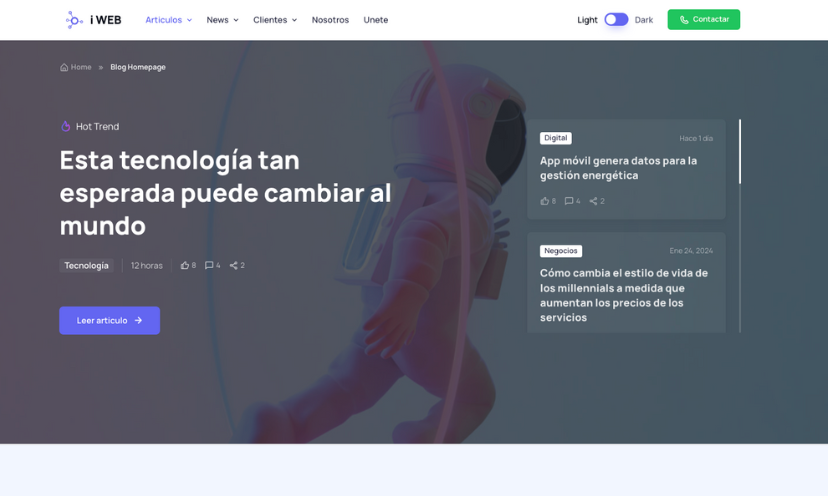 i WEB
Articulos
News
Clientes
Nosotros
Unete
Light
Dark
Contactar
Home
»
Blog Homepage
Hot Trend
Esta tecnología tan
esperada puede cambiar al
mundo
Tecnología
12 horas
8
4
2
Leer articulo
Digital
Hace 1 dia
App móvil genera datos para la
gestión energética
8
4
2
Negocios
Ene 24, 2024
Cómo cambia el estilo de vida de
los millennials a medida que
aumentan los precios de los
servicios